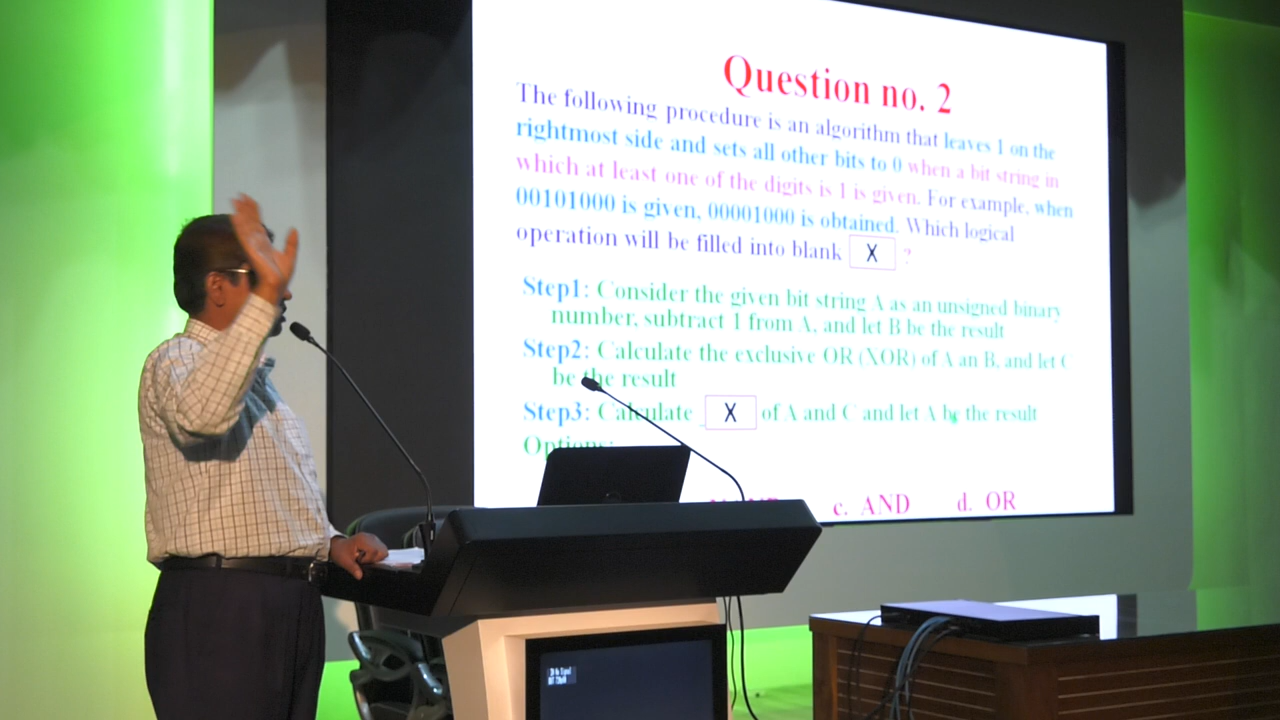 Question no. 2
The following procedure is an algorithm that leaves 1 on the
rightmost side and sets all other bits to 0 when a bit string in
which at least one of the digits is 1 is given. For example, when
00101000 is given, 00001000 is obtained. Which logical
operation will be filled into blank X ?
Step1: Consider the given bit string A as an unsigned binary
number, subtract 1 from A, and let B be the result
Step2: Calculate the exclusive OR (XOR) of A an B, and let C
be the result
Step3: Calculate X of A and C and let A be the result
Options:
c. AND d. OR